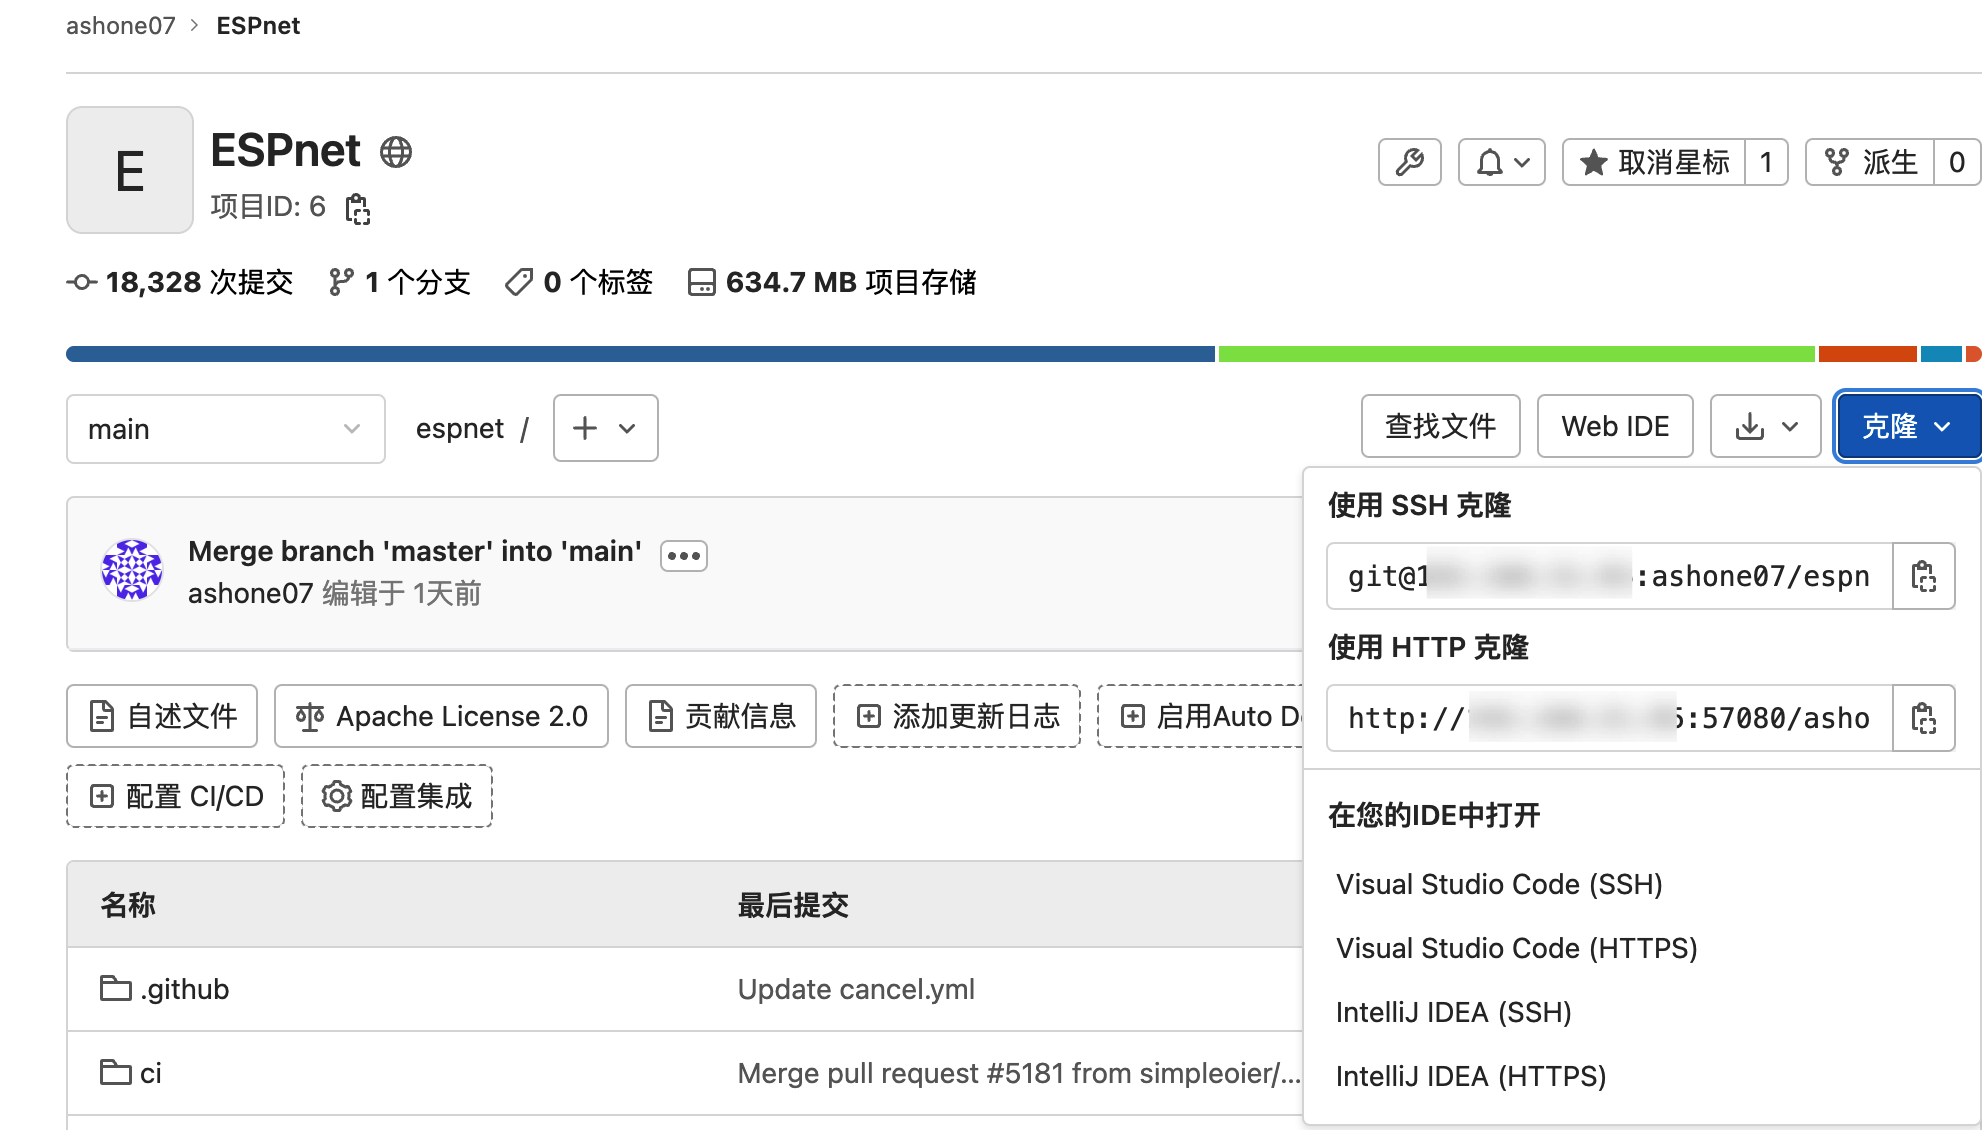 ashone07 > ESPnet
E
ESPnet
项目ID: 6
取消星标 1
派生 0
18,328 次提交 1 个分支 0 个标签 634.7 MB 项目存储
main
espnet /
查找文件
Web IDE
克隆
Merge branch 'master' into 'main'
ashone07 编辑于 1天前
自述文件
Apache License 2.0
贡献信息
添加更新日志
启用Auto D
配置 CI/CD
配置集成
名称 最后提交
.github Update cancel.yml
ci Merge pull request #5181 from simpleoier/...
使用 SSH 克隆
git@1 :ashone07/espn
使用 HTTP 克隆
http:// :57080/asho
在您的IDE中打开
Visual Studio Code (SSH)
Visual Studio Code (HTTPS)
IntelliJ IDEA (SSH)
IntelliJ IDEA (HTTPS)